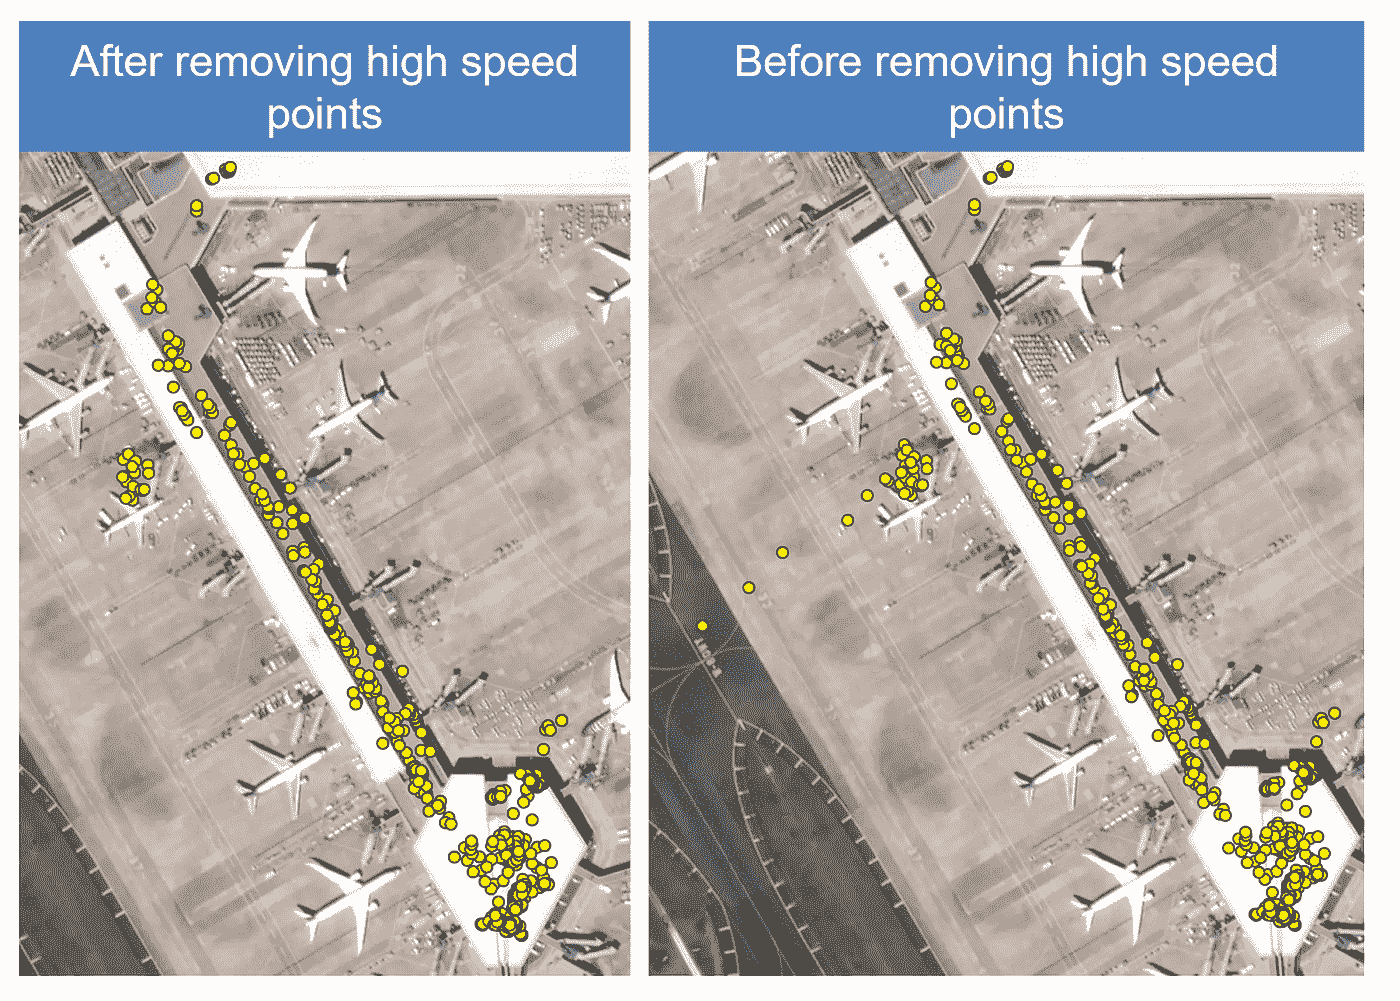 After removing high speed
points
Before removing high speed
points